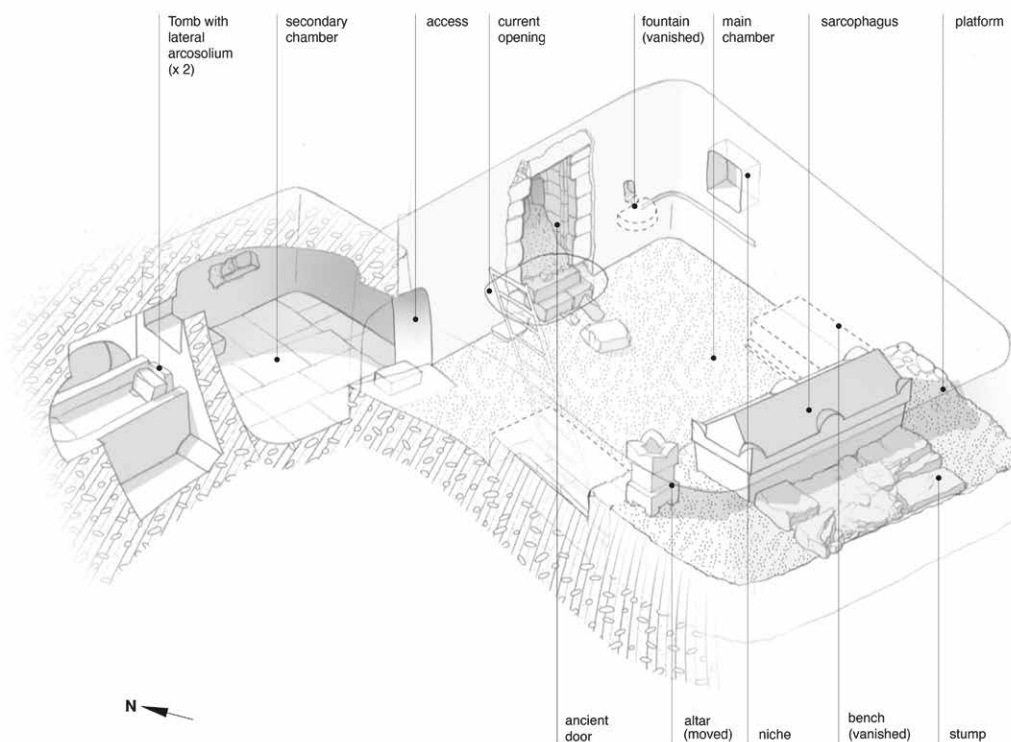 Tomb with
lateral
arcosolium
(x 2)
secondary
chamber
access
current
opening
fountain
(vanished)
main
chamber
sarcophagus
platform
N
ancient
door
altar
(moved)
niche
bench
(vanished)
stump